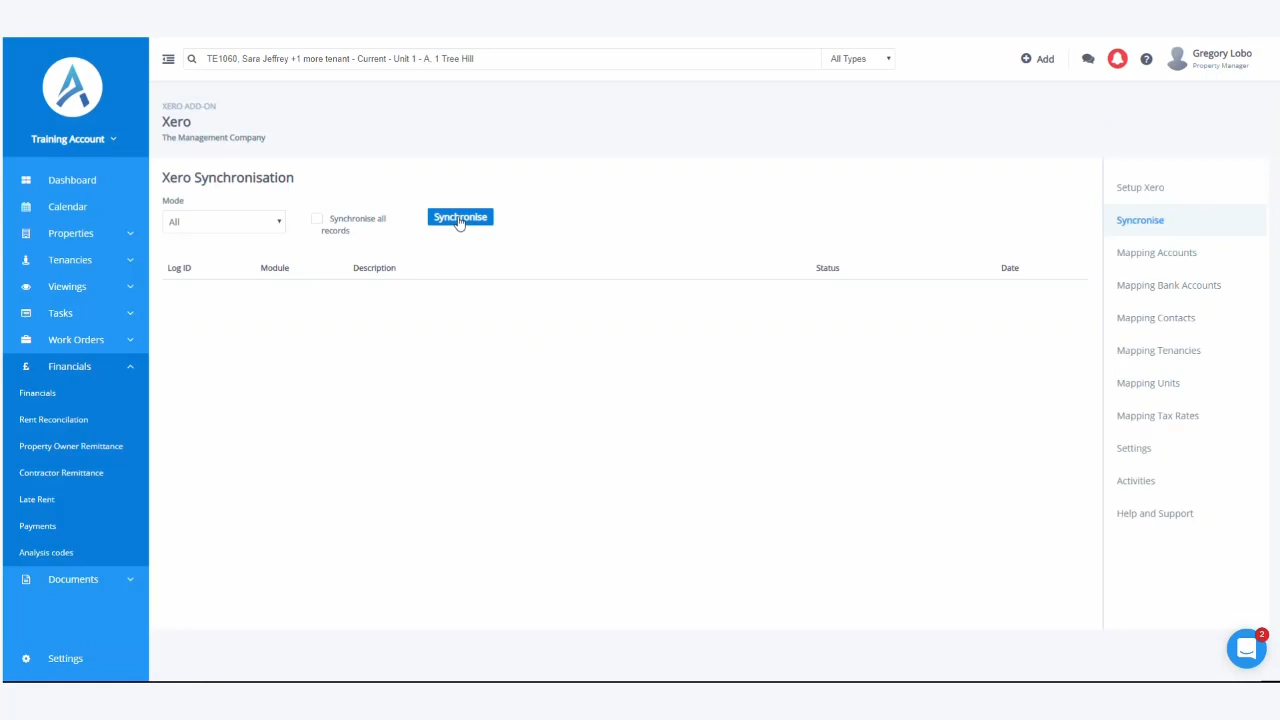 TE1060, Sara Jeffrey +1 more tenant - Current - Unit 1 - A, 1 Tree Hill
All Types
Add
Gregory Lobo
Property Manager
Training Account
Dashboard
Calendar
Properties
Tenancies
Viewings
Tasks
Work Orders
£ Financials
Financials
Rent Reconciliation
Property Owner Remittance
Contractor Remittance
Late Rent
Payments
Analysis codes
Documents
Settings
XERO ADD-ON
Xero
The Management Company
Xero Synchronisation
Mode
All
Synchronise all
records
Synchronise
Log ID Module Description Status Date
Setup Xero
Syncronise
Mapping Accounts
Mapping Bank Accounts
Mapping Contacts
Mapping Tenancies
Mapping Units
Mapping Tax Rates
Settings
Activities
Help and Support
2